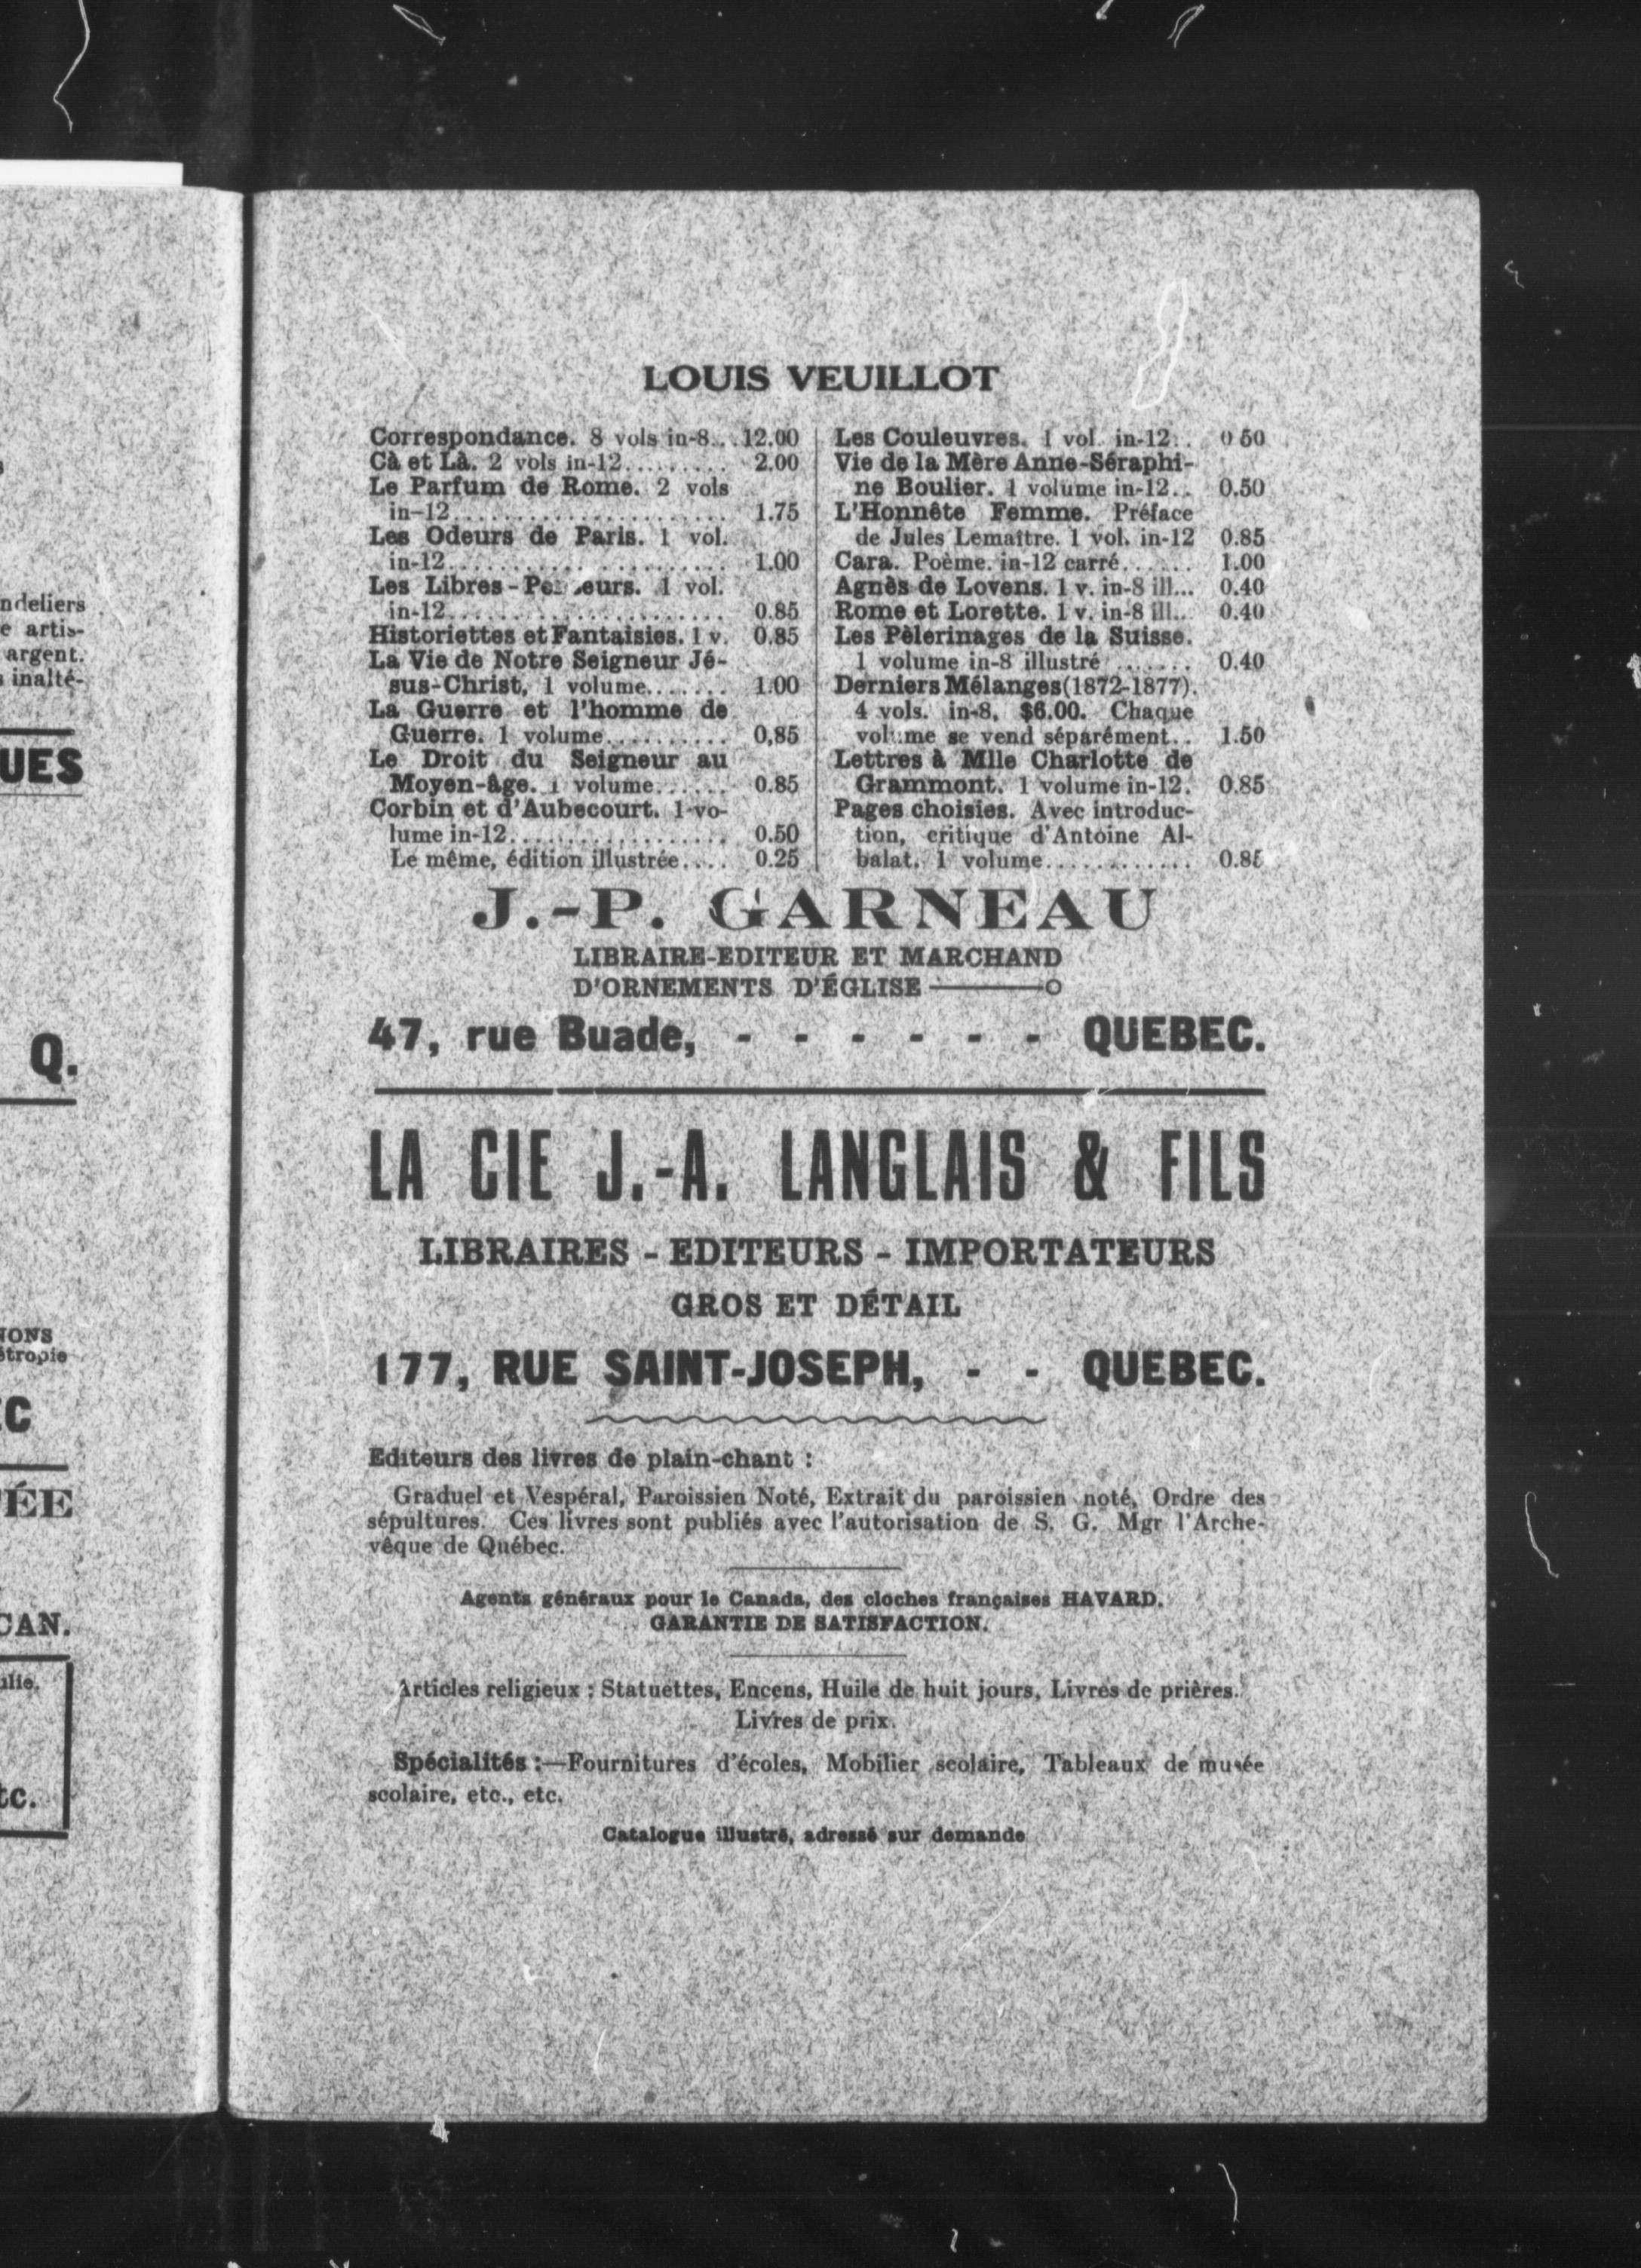 LOUIS VEUILLOT
Correspondance. 8 vols in-8... 12.00
Cà et Là. 2 vols in-12......... 2.00
Le Parfum de Rome. 2 vols
in-12....................... 1.75
Les Odeurs de Paris. 1 vol.
in-12....................... 1.00
Les Libres-Pe eurs. 1 vol.
in-12....................... 0.85
Historiettes et Fantaisies. 1 v. 0.85
La Vie de Notre Seigneur Jé-
sus-Christ, 1 volume....... 1.00
La Guerre et l'homme de
Guerre. 1 volume.......... 0,85
Le Droit du Seigneur au
Moyen-âge. 1 volume...... 0.85
Corbin et d'Aubecourt. 1 vo-
lume in-12.................. 0.50
Le même, édition illustrée.... 0.25
Les Couleuvres. 1 vol. in-12.. 0 50
Vie de la Mère Anne-Séraphi-
ne Boulier. 1 volume in-12.. 0.50
L'Honnête Femme. Préface
de Jules Lemaître. 1 vol. in-12 0.85
Cara. Poème. in-12 carré...... 1.00
Agnès de Lovens. 1 v. in-8 ill... 0.40
Rome et Lorette. 1 v. in-8 ill... 0.40
Les Pèlerinages de la Suisse.
1 volume in-8 illustré ....... 0.40
Derniers Mélanges(1872-1877).
4 vols. in-8, $6.00. Chaque
volume se vend séparément.. 1.50
Lettres à Mlle Charlotte de
Grammont. 1 volume in-12. 0.85
Pages choisies. Avec introduc-
tion, critique d'Antoine Al-
balat. 1 volume............ 0.85
J.-P. GARNEAU
LIBRAIRE-EDITEUR ET MARCHAND
D'ORNEMENTS D'ÉGLISE
47, rue Buade, - - - - - - QUEBEC.
LA CIE J.-A. LANGLAIS & FILS
LIBRAIRES - EDITEURS - IMPORTATEURS
GROS ET DÉTAIL
177, RUE SAINT-JOSEPH, - - QUEBEC.
Editeurs des livres de plain-chant :
Graduel et Vespéral, Paroissien Noté, Extrait du paroissien noté, Ordre des
sépultures. Ces livres sont publiés avec l'autorisation de S. G. Mgr l'Arche-
vêque de Québec.
Agents généraux pour le Canada, des cloches françaises HAVARD.
GARANTIE DE SATISFACTION.
Articles religieux : Statuettes, Encens, Huile de huit jours, Livres de prières.
Livres de prix.
Spécialités :—Fournitures d'écoles, Mobilier scolaire, Tableaux de musée
scolaire, etc., etc.
Catalogue illustré, adressé sur demande
ndeliers
e artis-
argent.
inalté-
UES
Q.
IONS
étropie
EC
ÉE
CAN.
ulie.
tc.